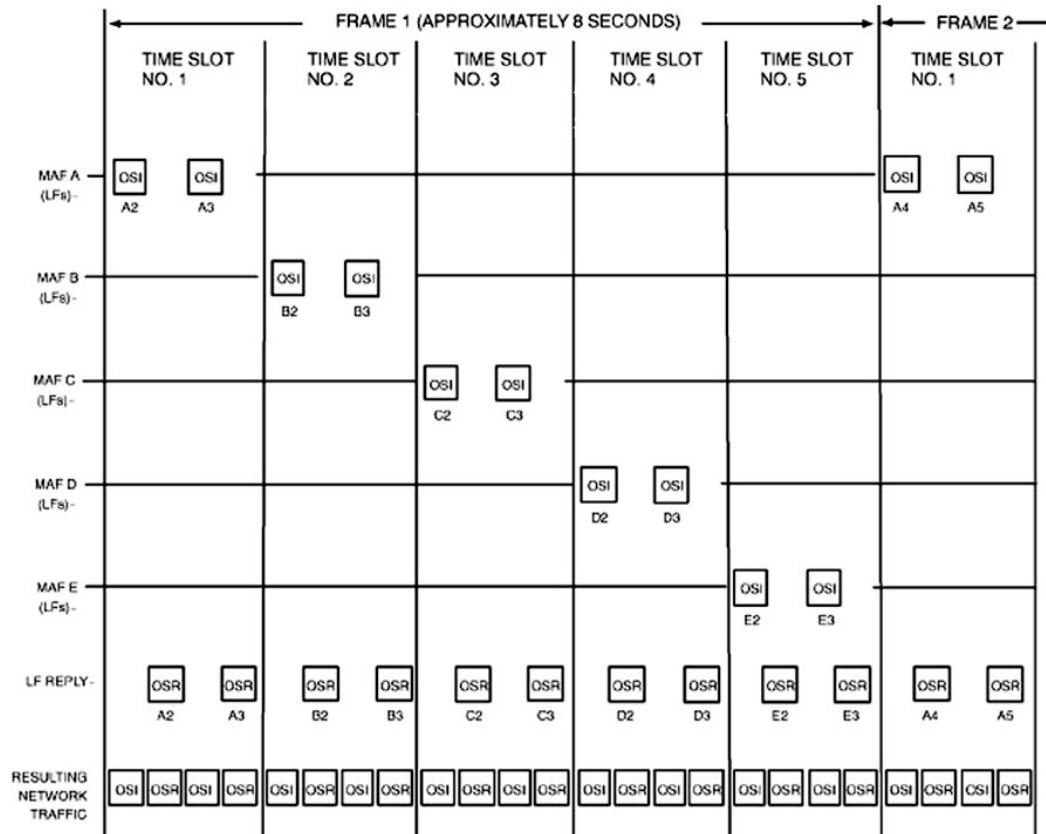 FRAME 1 (APPROXIMATELY 8 SECONDS)
FRAME 2
TIME SLOT NO. 1
TIME SLOT NO. 2
TIME SLOT NO. 3
TIME SLOT NO. 4
TIME SLOT NO. 5
TIME SLOT NO. 1
MAF A
(LFs)-
OSI OSI OSI OSI
A2 A3 A4 A5
MAF B
(LFs)-
OSI OSI
B2 B3
MAF C
(LFs)-
OSI OSI
C2 C3
MAF D
(LFs)-
OSI OSI
D2 D3
MAF E
(LFs)-
OSI OSI
E2 E3
LF REPLY- OSR OSR OSR OSR OSR OSR OSR OSR OSR OSR OSR OSR
A2 A3 B2 B3 C2 C3 D2 D3 E2 E3 A4 A5
RESULTING
NETWORK
TRAFFIC
OSI OSR OSI OSR OSI OSR OSI OSR OSI OSR OSI OSR OSI OSR OSI OSR OSI OSR OSI OSR OSI OSR OSI OSR